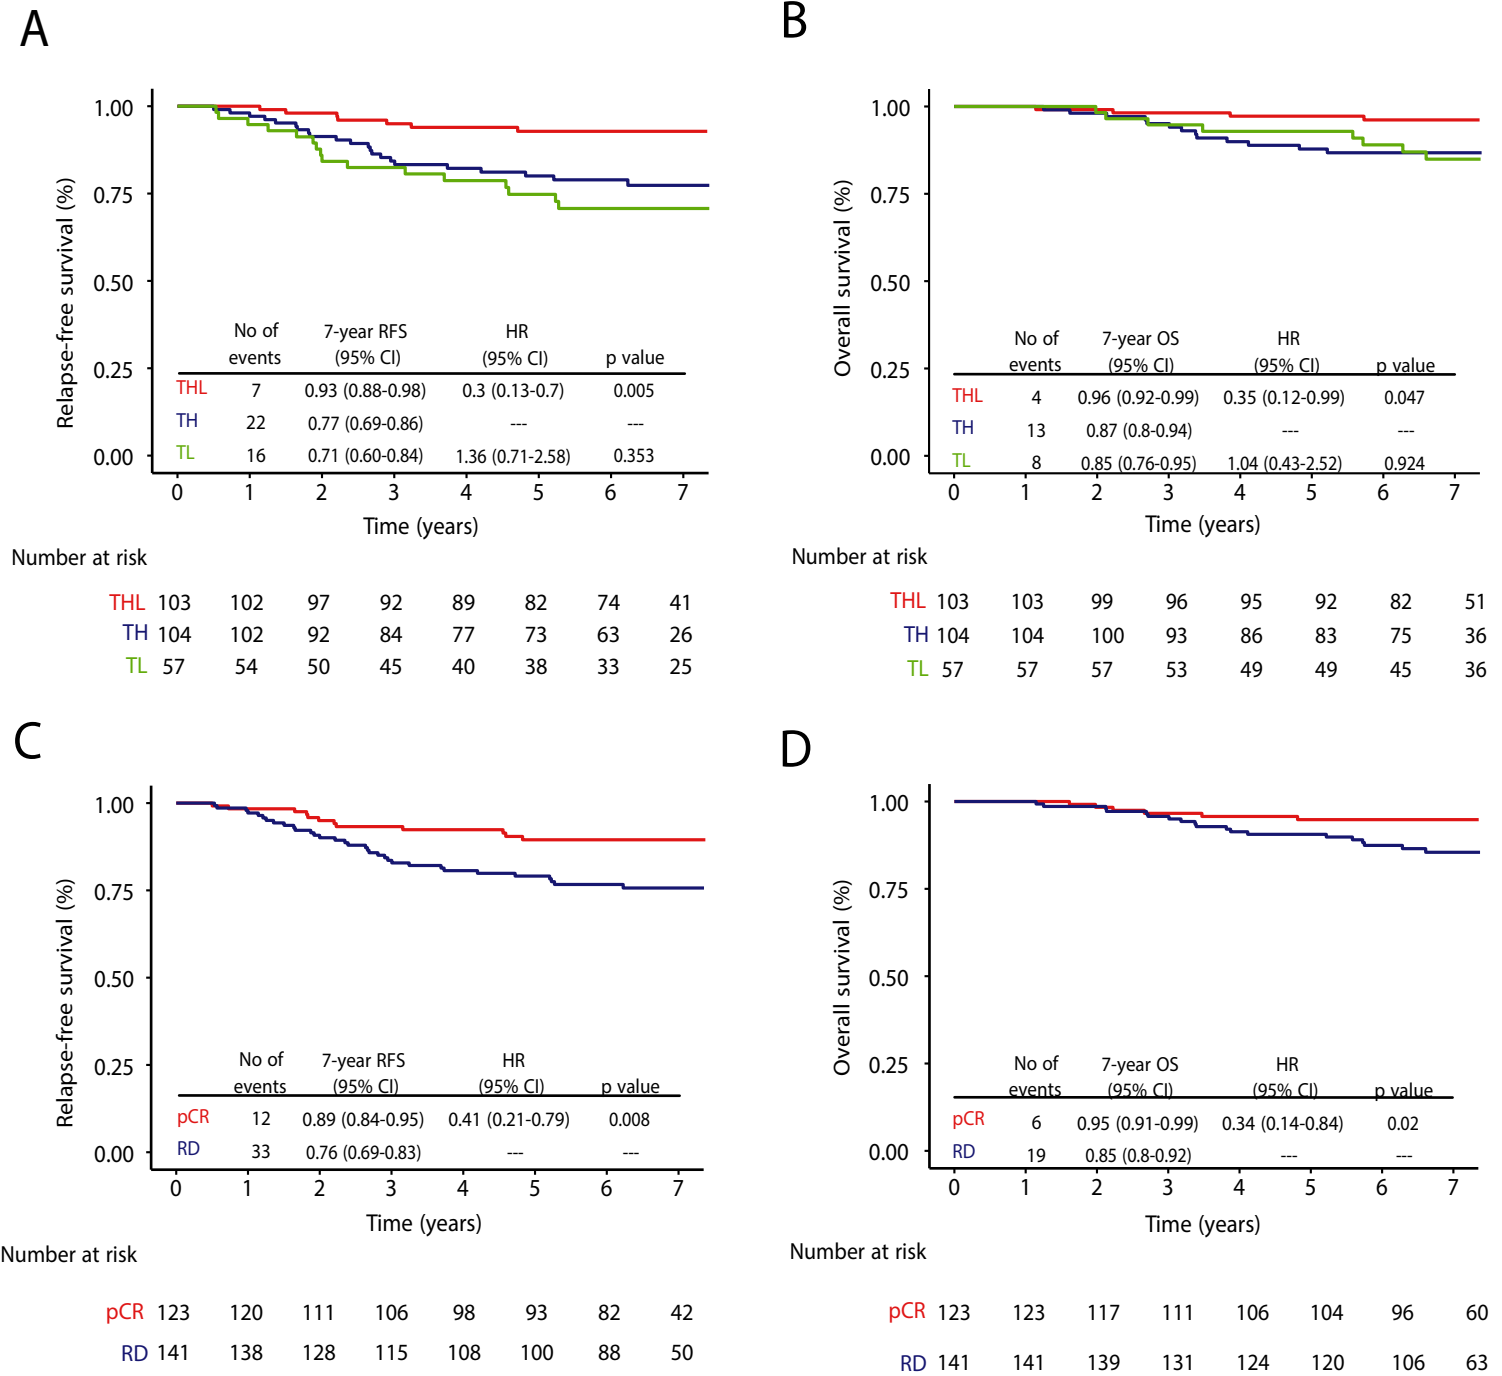 A
1.00
0.75
0.50
0.25
0.00
Relapse-free survival (%)
No of events 7-year RFS (95% CI) HR (95% CI) p value
THL 7 0.93 (0.88-0.98) 0.3 (0.13-0.7) 0.005
TH 22 0.77 (0.69-0.86) --- ---
TL 16 0.71 (0.60-0.84) 1.36 (0.71-2.58) 0.353
0 1 2 3 4 5 6 7
Time (years)
Number at risk
THL 103 102 97 92 89 82 74 41
TH 104 102 92 84 77 73 63 26
TL 57 54 50 45 40 38 33 25
B
1.00
0.75
0.50
0.25
0.00
Overall survival (%)
No of events 7-year OS (95% CI) HR (95% CI) p value
THL 4 0.96 (0.92-0.99) 0.35 (0.12-0.99) 0.047
TH 13 0.87 (0.8-0.94) --- ---
TL 8 0.85 (0.76-0.95) 1.04 (0.43-2.52) 0.924
0 1 2 3 4 5 6 7
Time (years)
Number at risk
THL 103 103 99 96 95 92 82 51
TH 104 104 100 93 86 83 75 36
TL 57 57 57 53 49 49 45 36
C
1.00
0.75
0.50
0.25
0.00
Relapse-free survival (%)
No of events 7-year RFS (95% CI) HR (95% CI) p value
pCR 12 0.89 (0.84-0.95) 0.41 (0.21-0.79) 0.008
RD 33 0.76 (0.69-0.83) --- ---
0 1 2 3 4 5 6 7
Time (years)
Number at risk
pCR 123 120 111 106 98 93 82 42
RD 141 138 128 115 108 100 88 50
D
1.00
0.75
0.50
0.25
0.00
Overall survival (%)
No of events 7-year OS (95% CI) HR (95% CI) p value
pCR 6 0.95 (0.91-0.99) 0.34 (0.14-0.84) 0.02
RD 19 0.85 (0.8-0.92) --- ---
0 1 2 3 4 5 6 7
Time (years)
Number at risk
pCR 123 123 117 111 106 104 96 60
RD 141 141 139 131 124 120 106 63